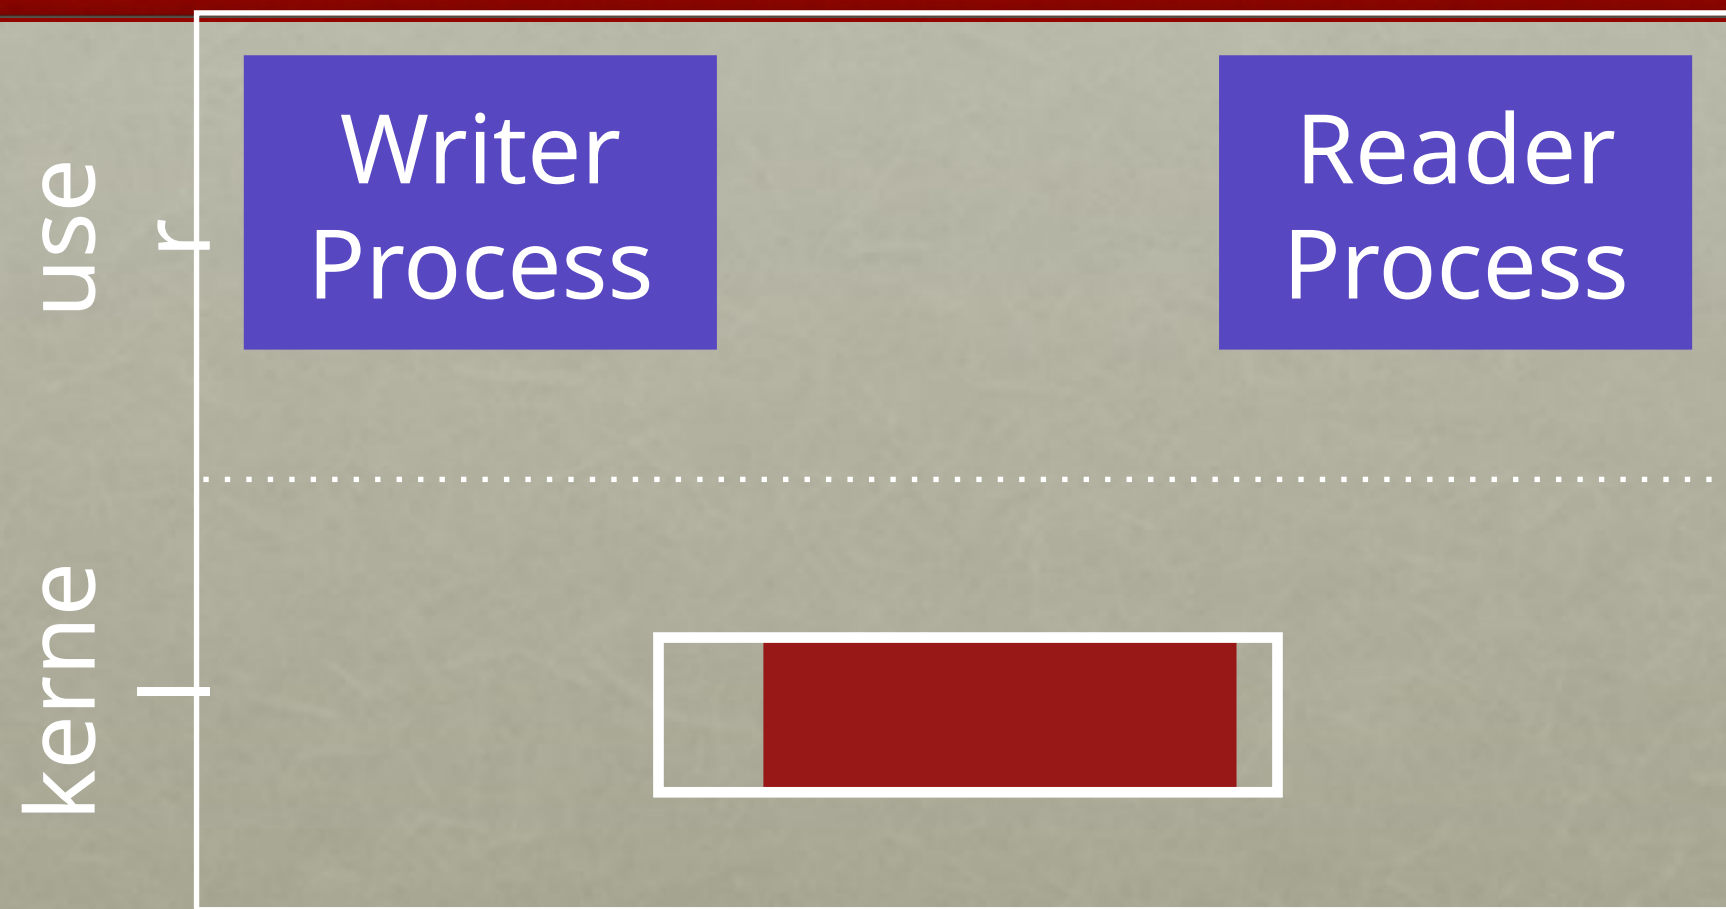 use
r
Writer
Process
Reader
Process
kerne
l